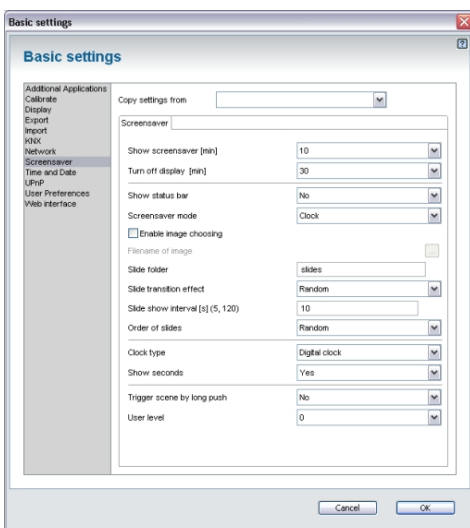 Basic settings
?
Basic settings
Additional Applications
Calibrate
Display
Export
Import
KNX
Network
Screensaver
Time and Date
UPnP
User Preferences
Web interface
Copy settings from
Screensaver
Show screensaver [min] 10
Turn off display [min] 30
Show status bar No
Screensaver mode Clock
Enable image choosing
Filename of image ...
Slide folder slides
Slide transition effect Random
Slide show interval [s] (5, 120) 10
Order of slides Random
Clock type Digital clock
Show seconds Yes
Trigger scene by long push No
User level 0
Cancel OK